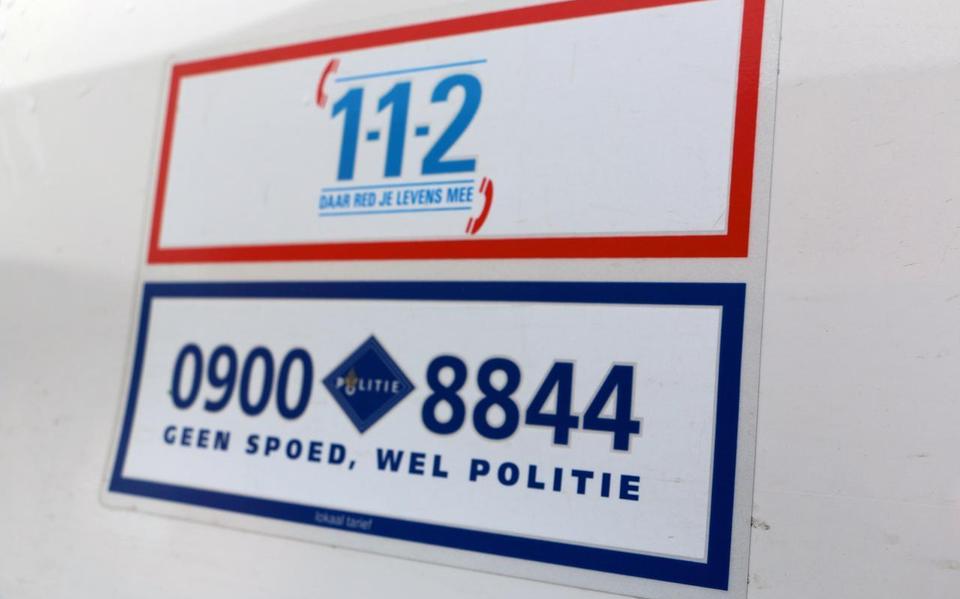 1-1-2
DAAR RED JE LEVENS MEE
0900 POLITIE 8844
GEEN SPOED, WEL POLITIE
lokaal tarief